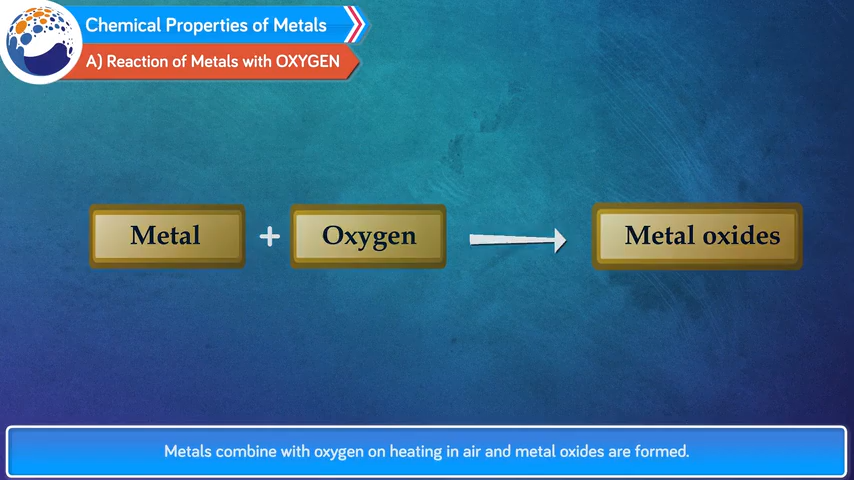 Chemical Properties of Metals
A) Reaction of Metals with OXYGEN
Metal + Oxygen → Metal oxides
Metals combine with oxygen on heating in air and metal oxides are formed.